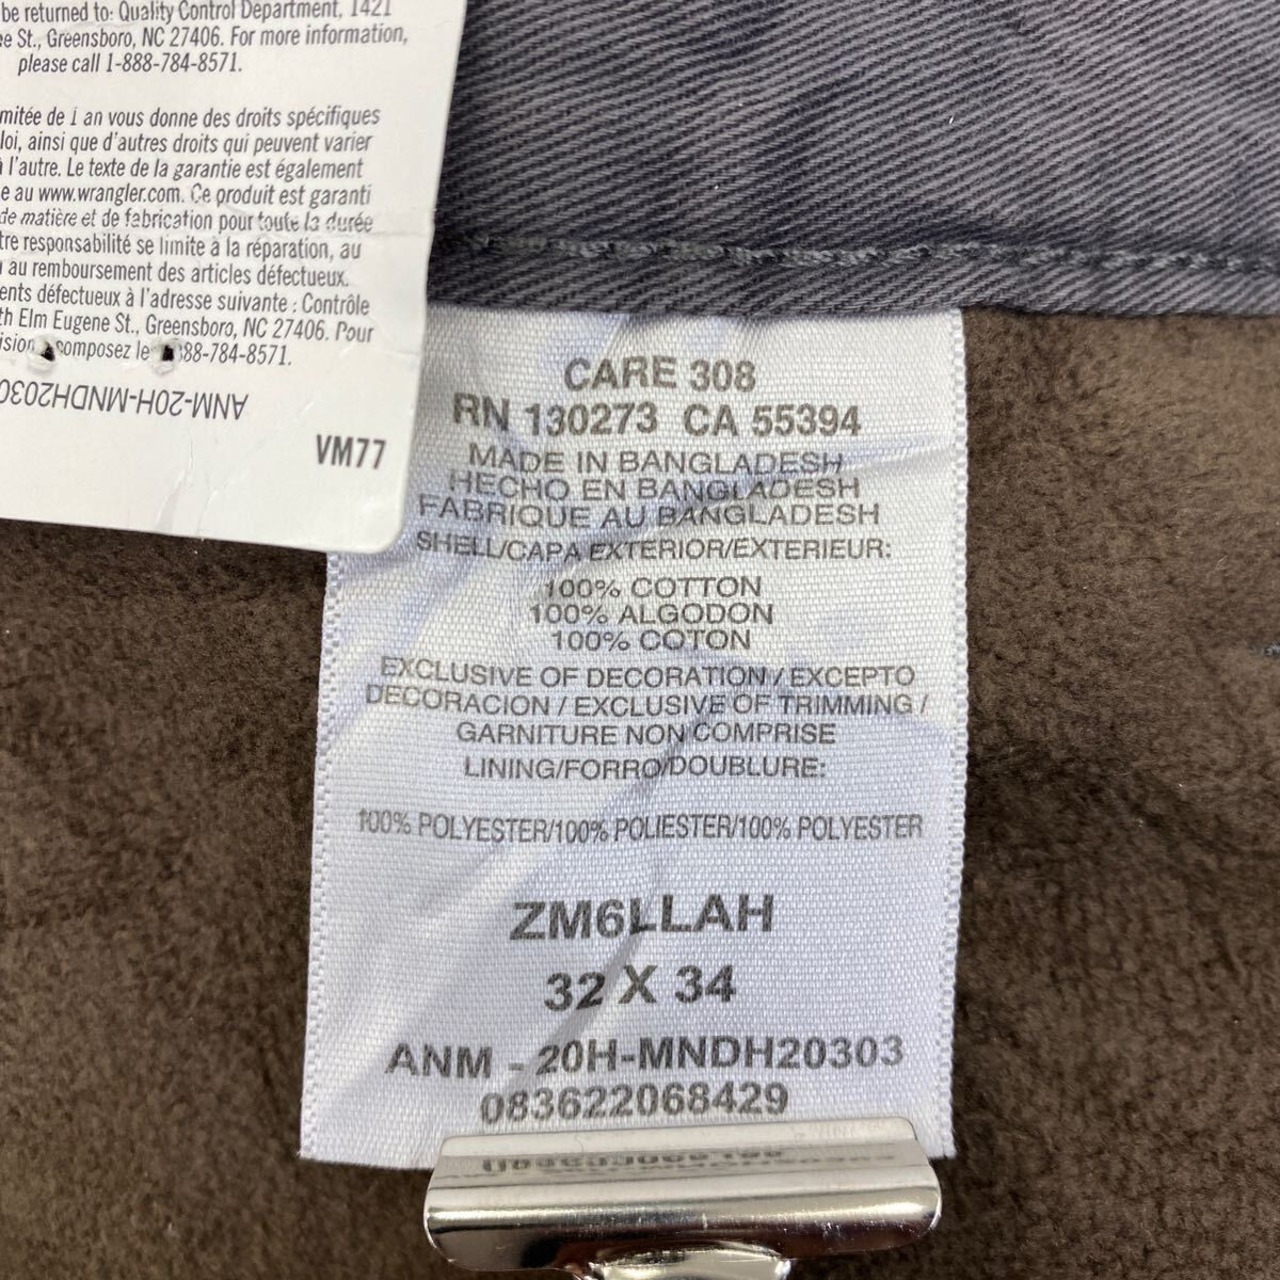 be returned to: Quality Control Department, 1421
St., Greensboro, NC 27406. For more information,
please call 1-888-784-8571.
mitée de 1 an vous donne des droits spécifiques
loi, ainsi que d'autres droits qui peuvent varier
à l'autre. Le texte de la garantie est également
au www.wrangler.com. Ce produit est garanti
de matière et de fabrication pour toute la durée
tre responsabilité se limite à la réparation, au
au remboursement des articles défectueux.
ents défectueux à l'adresse suivante : Contrôle
th Elm Eugene St., Greensboro, NC 27406. Pour
composez le 88-784-8571.
ANM-20H-MNDH2030
VM77
CARE 308
RN 130273 CA 55394
MADE IN BANGLADESH
HECHO EN BANGLADESH
FABRIQUE AU BANGLADESH
SHELL/CAPA EXTERIOR/EXTERIEUR:
100% COTTON
100% ALGODON
100% COTON
EXCLUSIVE OF DECORATION / EXCEPTO
DECORACION / EXCLUSIVE OF TRIMMING /
GARNITURE NON COMPRISE
LINING/FORRO/DOUBLURE:
100% POLYESTER/100% POLIESTER/100% POLYESTER
ZM6LLAH
32 X 34
ANM - 20H-MNDH20303
083622068429